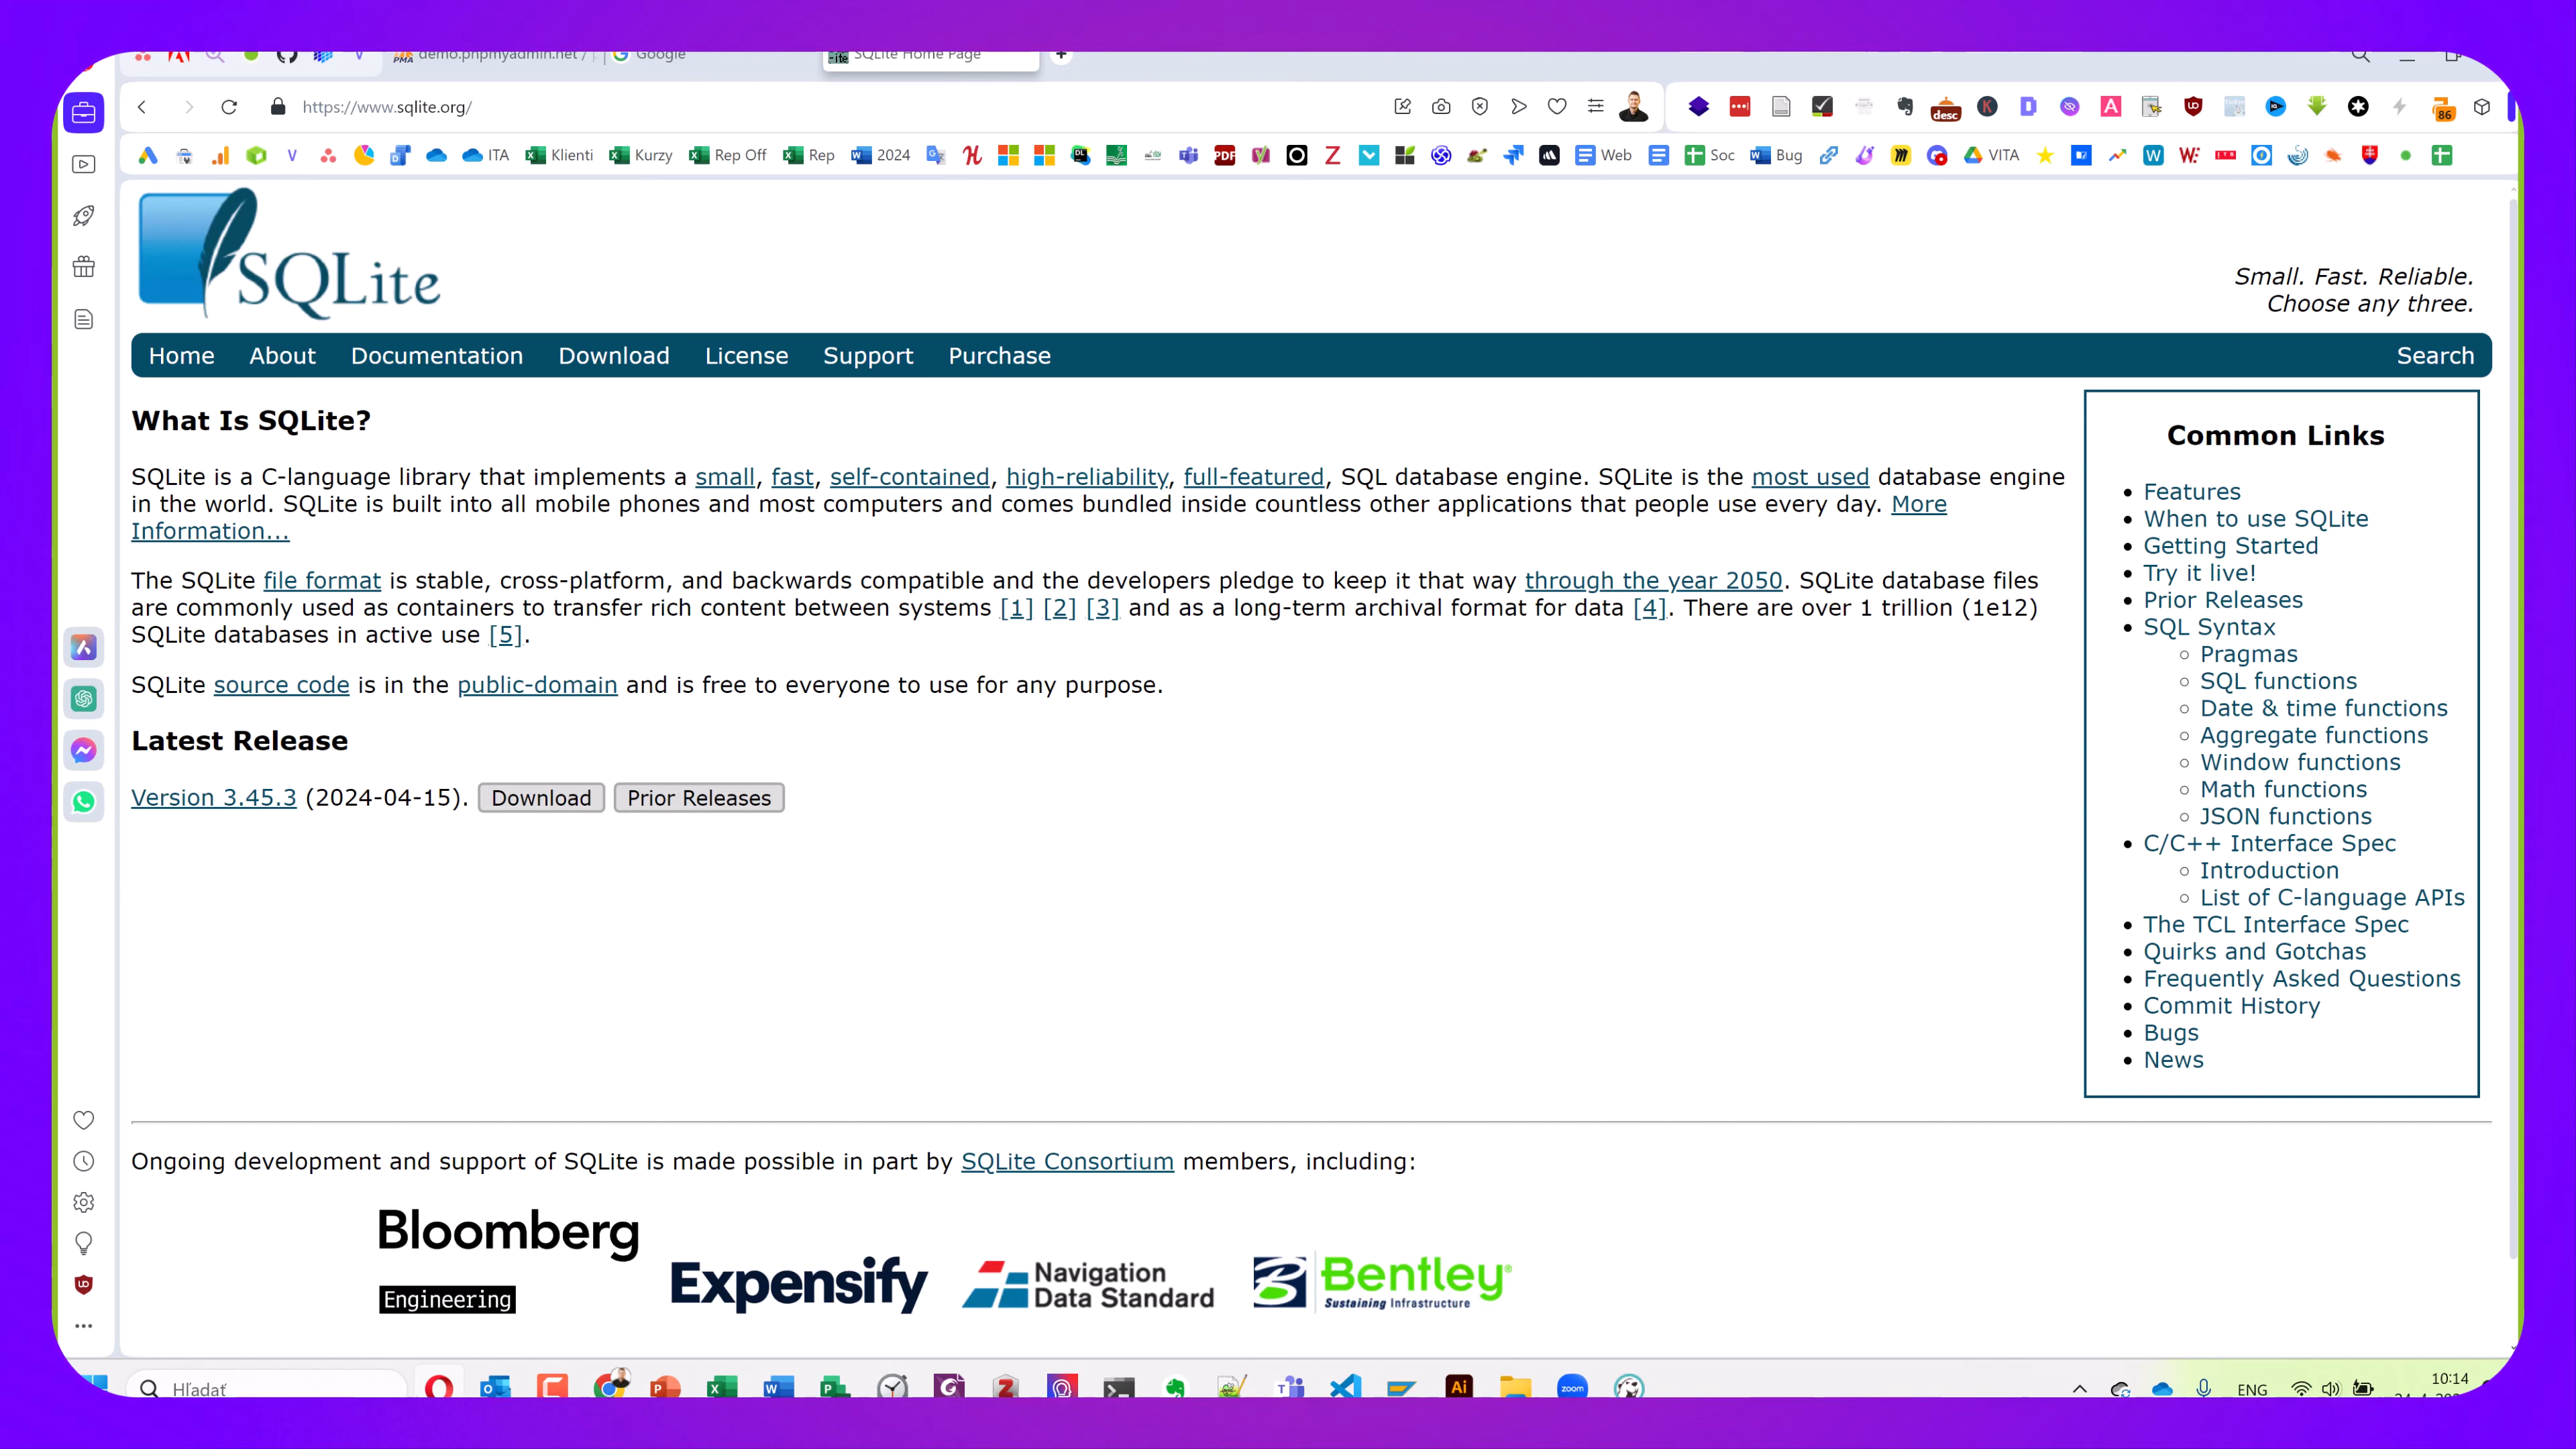 demo.phpmyadmin.net /
Google
SQLite Home Page
https://www.sqlite.org/
desc
86
ITA
Klienti
Kurzy
Rep Off
Rep
2024
Web
Soc
Bug
VITA
SQLite
Small. Fast. Reliable.
Choose any three.
Home
About
Documentation
Download
License
Support
Purchase
Search
What Is SQLite?
SQLite is a C-language library that implements a small, fast, self-contained, high-reliability, full-featured, SQL database engine. SQLite is the most used database engine
in the world. SQLite is built into all mobile phones and most computers and comes bundled inside countless other applications that people use every day. More
Information...
The SQLite file format is stable, cross-platform, and backwards compatible and the developers pledge to keep it that way through the year 2050. SQLite database files
are commonly used as containers to transfer rich content between systems [1] [2] [3] and as a long-term archival format for data [4]. There are over 1 trillion (1e12)
SQLite databases in active use [5].
SQLite source code is in the public-domain and is free to everyone to use for any purpose.
Latest Release
Version 3.45.3 (2024-04-15). Download Prior Releases
Common Links
Features
When to use SQLite
Getting Started
Try it live!
Prior Releases
SQL Syntax
Pragmas
SQL functions
Date & time functions
Aggregate functions
Window functions
Math functions
JSON functions
C/C++ Interface Spec
Introduction
List of C-language APIs
The TCL Interface Spec
Quirks and Gotchas
Frequently Asked Questions
Commit History
Bugs
News
Ongoing development and support of SQLite is made possible in part by SQLite Consortium members, including:
Bloomberg
Engineering
Expensify
Navigation
Data Standard
Bentley®
Sustaining Infrastructure
Hľadať
zoom
ENG
10:14